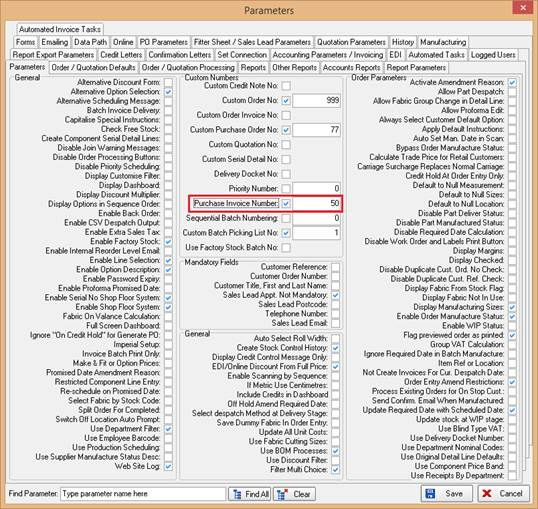 Parameters
Automated Invoice Tasks
Forms Emailing Data Path Online PO Parameters Fitter Sheet / Sales Lead Parameters Quotation Parameters History Manufacturing
Report Export Parameters Credit Letters Confirmation Letters Set Connection Accounting Parameters / Invoicing EDI Automated Tasks Logged Users
Parameters Order / Quotation Defaults Order / Quotation Processing Reports Other Reports Accounts Reports Report Parameters
General
Alternative Discount Form:
Alternative Option Selection:
Alternative Scheduling Message:
Batch Invoice Delivery:
Capitalise Special Instructions:
Check Free Stock:
Create Component Serial Detail Lines:
Disable Join Warning Messages:
Disable Order Processing Buttons:
Disable Priority Scheduling:
Display Customise Filter:
Display Dashboard:
Display Discount Multiplier:
Display Options in Sequence Order:
Enable Back Order:
Enable CSV Despatch Output:
Enable Extra Sales Tax:
Enable Factory Stock:
Enable Internal Reorder Level Email:
Enable Line Selection:
Enable Option Description:
Enable Password Expiry:
Enable Proforma Promised Date:
Enable Serial No Shop Floor System:
Enable Shop Floor System:
Fabric On Valance Calculation:
Full Screen Dashboard:
Ignore "On Credit Hold" for Generate PO:
Imperial Setup:
Invoice Batch Print Only:
Make & Fit or Option Prices:
Promised Date Amendment Reason:
Restricted Component Line Entry:
Re-schedule on Promised Date:
Select Fabric by Stock Code:
Split Order For Completed:
Switch Off Location Auto Prompt:
Use Department Filter:
Use Employee Barcode:
Use Production Scheduling:
Use Supplier Manufacture Status Desc:
Web Site Log:
Custom Numbers
Custom Credit Note No:
Custom Order No: 999
Custom Order Invoice No:
Custom Purchase Order No: 77
Custom Quotation No:
Custom Serial Detail No:
Delivery Docket No:
Priority Number: 0
Purchase Invoice Number: 50
Sequential Batch Numbering: 0
Custom Batch Picking List No: 1
Use Factory Stock Batch No:
Mandatory Fields
Customer Reference:
Customer Order Number:
Customer Title, First and Last Name:
Sales Lead Appt. Not Mandatory:
Sales Lead Postcode:
Telephone Number:
Sales Lead Email:
General
Auto Select Roll Width:
Create Stock Control History:
Display Credit Control Message Only:
EDI/Online Discount From Full Price:
Enable Scanning by Sequence:
If Metric Use Centimetres:
Include Credits in Dashboard
Off Hold Amend Required Date:
Select despatch Method at Delivery Stage:
Save Dummy Fabric In Order Entry:
Update All Unit Costs:
Use Fabric Cutting Sizes:
Use BOM Processes:
Use Discount Filter:
Filter Multi Choice:
Order Parameters
Activate Amendment Reason:
Allow Part Despatch:
Allow Fabric Group Change in Detail Line:
Allow Proforma Edit:
Always Select Customer Default Option:
Apply Default Instructions:
Auto Set Man. Date in Scan:
Bypass Order Manufacture Status:
Calculate Trade Price for Retail Customers:
Carriage Surcharge Replaces Normal Carriage:
Credit Hold At Order Entry Only:
Default to Null Measurement:
Default to Null Sizes:
Default to Null Location:
Disable Part Deliver Status:
Disable Part Manufactured Status:
Disable Required Date Calculation:
Disable Work Order and Labels Print Button:
Display Margins:
Display Checked:
Disable Duplicate Cust. Ord. No Check:
Disable Duplicate Cust. Ref. Check:
Display Fabric From Stock Flag:
Display Fabric Not In Use:
Display Manufacturing Sizes:
Enable Order Manufacture Status:
Enable WIP Status:
Flag previewed order as printed:
Group VAT Calculation:
Ignore Required Date in Batch Manufacture:
Item Ref or Location:
Not Create Invoices For Cur. Despatch Date:
Order Entry Amend Restrictions:
Process Existing Orders for On Stop Cust.:
Send Confirm. Email When Manufactured:
Update Required Date with Scheduled Date:
Update stock at WIP stage:
Use Blind Type VAT:
Use Delivery Docket Number:
Use Department Nominal Codes:
Use Original Detail Line Defaults:
Use Component Price Band:
Use Receipts By Department:
Find Parameter: Type parameter name here Find All Clear Save Cancel